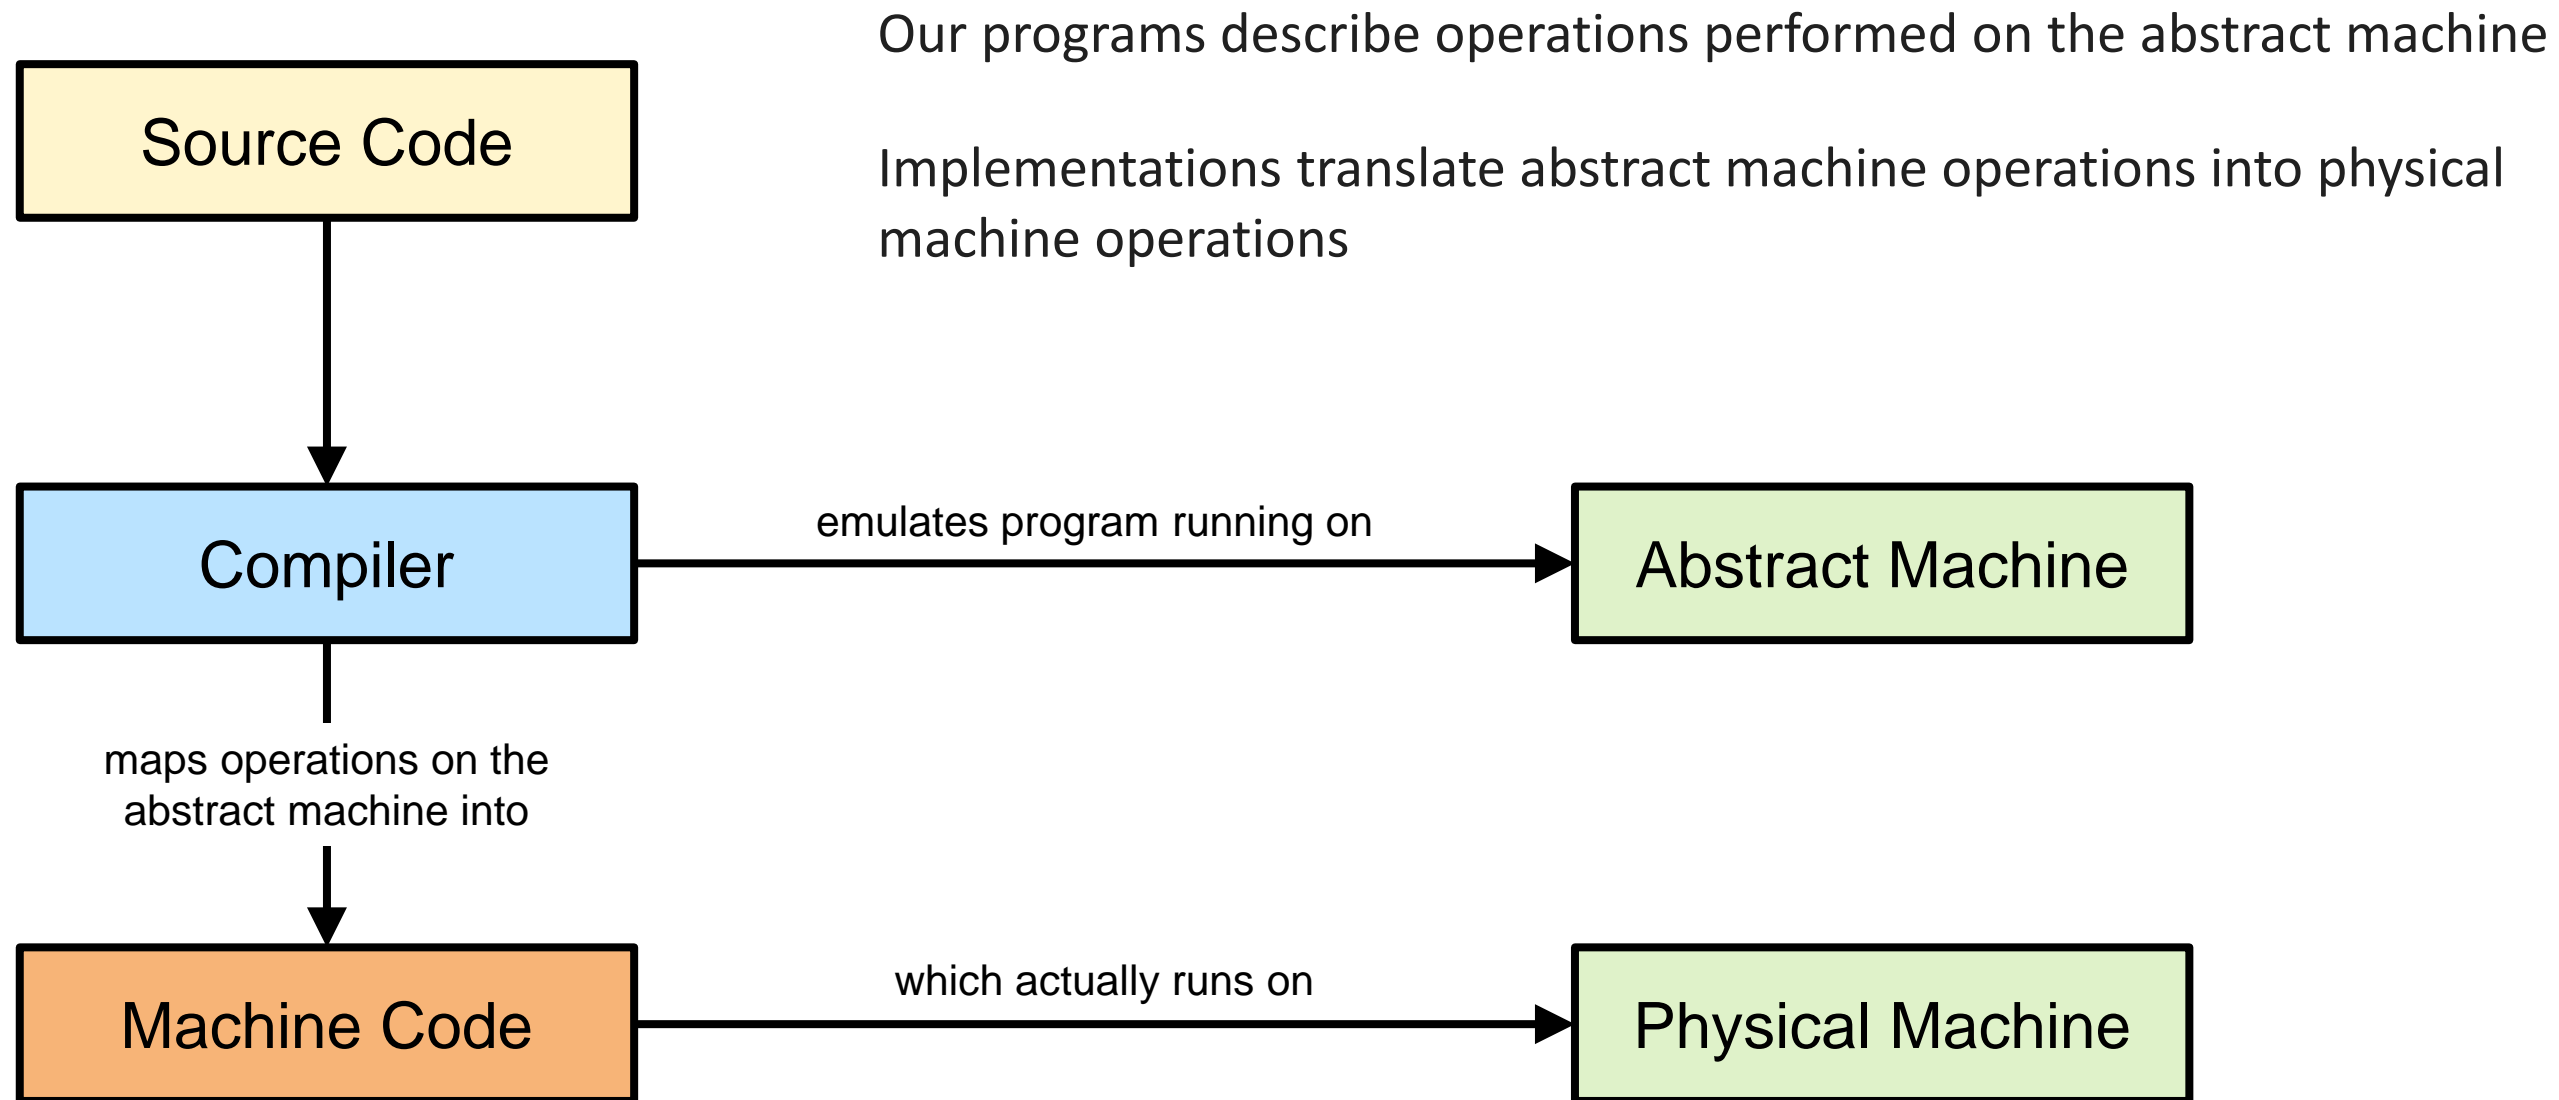 Our programs describe operations performed on the abstract machine
Source Code
Implementations translate abstract machine operations into physical
machine operations
emulates program running on
Compiler
Abstract Machine
maps operations on the
abstract machine into
which actually runs on
Machine Code
Physical Machine